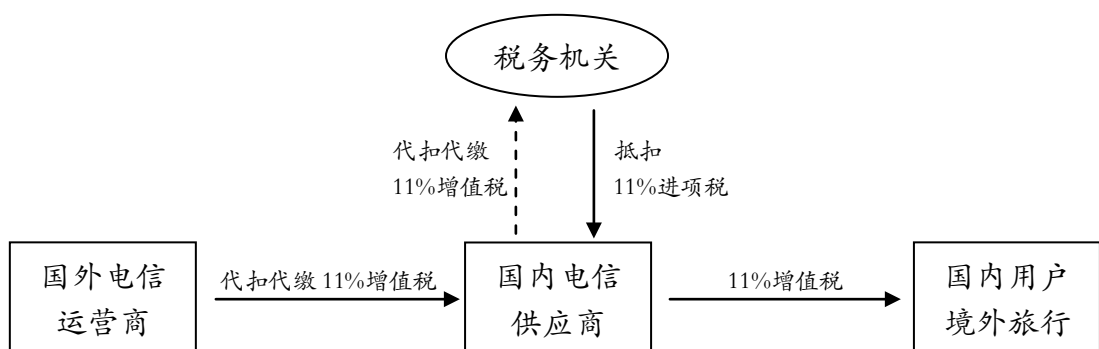 税务机关
代扣代缴
11%增值税
抵扣
11%进项税
国外电信
运营商
代扣代缴 11%增值税
国内电信
供应商
11%增值税
国内用户
境外旅行